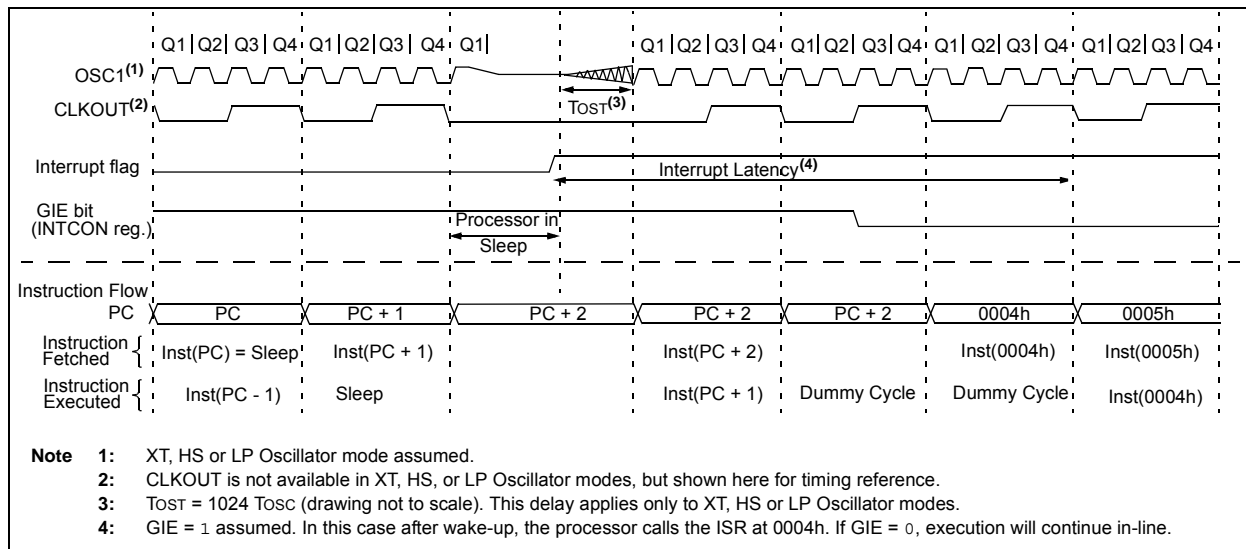 Q1 Q2 Q3 Q4 Q1 Q2 Q3 Q4 Q1 Q1 Q2 Q3 Q4 Q1 Q2 Q3 Q4 Q1 Q2 Q3 Q4 Q1 Q2 Q3 Q4
OSC1(1)
TOST(3)
CLKOUT(2)
Interrupt flag
Interrupt Latency(4)
GIE bit
(INTCON reg.)
Processor in
Sleep
Instruction Flow
PC PC PC + 1 PC + 2 PC + 2 PC + 2 0004h 0005h
Instruction
Fetched
Inst(PC) = Sleep Inst(PC + 1) Inst(PC + 2) Inst(0004h) Inst(0005h)
Instruction
Executed
Inst(PC - 1) Sleep Inst(PC + 1) Dummy Cycle Dummy Cycle Inst(0004h)
Note 1: XT, HS or LP Oscillator mode assumed.
2: CLKOUT is not available in XT, HS, or LP Oscillator modes, but shown here for timing reference.
3: TOST = 1024 TOSC (drawing not to scale). This delay applies only to XT, HS or LP Oscillator modes.
4: GIE = 1 assumed. In this case after wake-up, the processor calls the ISR at 0004h. If GIE = 0, execution will continue in-line.